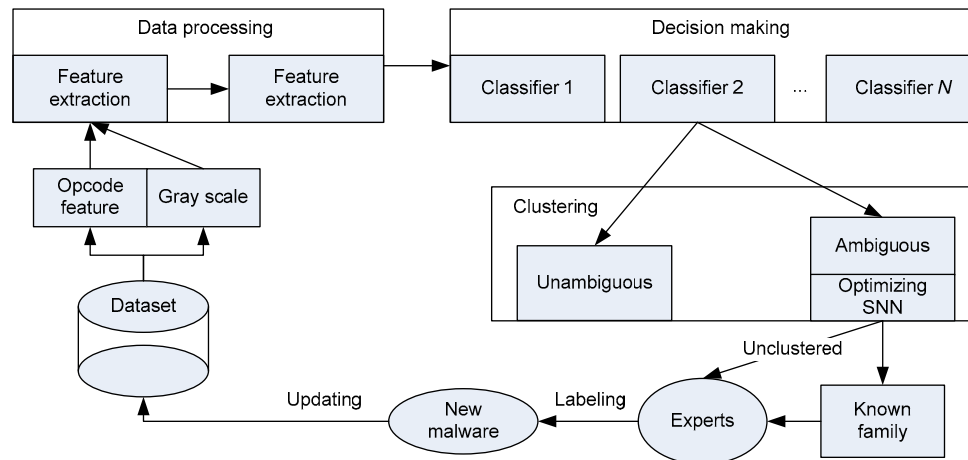 Data processing
Feature
extraction
Feature
extraction
Decision making
Classifier 1
Classifier 2
...
Classifier N
Opcode
feature
Gray scale
Clustering
Unambiguous
Ambiguous
Optimizing
SNN
Dataset
Unclustered
Updating
New
malware
Labeling
Experts
Known
family